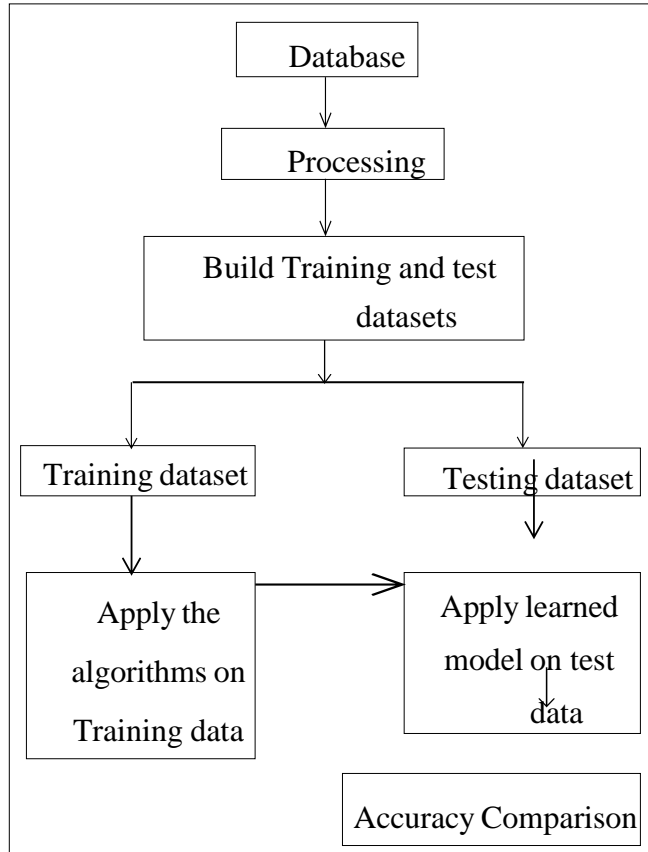 Database
Processing
Build Training and test
datasets
Training dataset
Testing dataset
Apply the
algorithms on
Training data
Apply learned
model on test
data
Accuracy Comparison